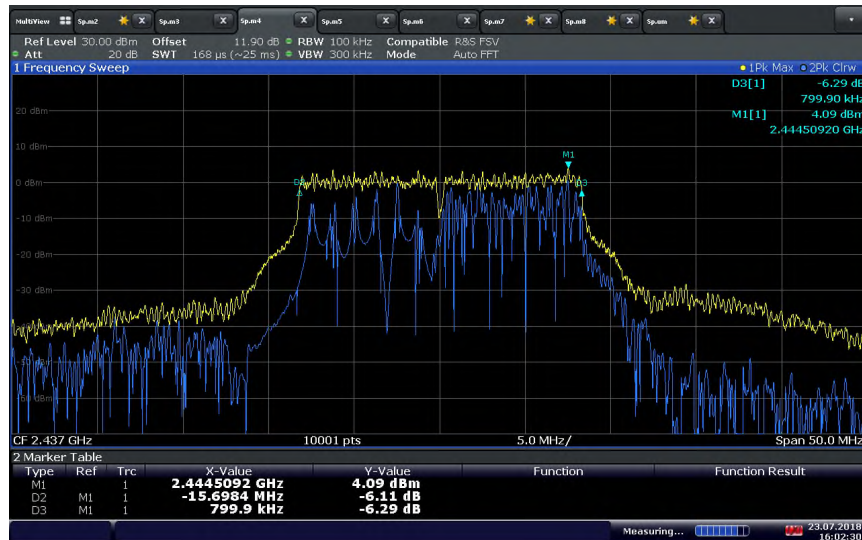 MultiView Sp.m2 X Sp.m3 X Sp.m4 X Sp.m5 X Sp.m6 X Sp.m7 X Sp.m8 X Sp.um X
Ref Level 30.00 dBm Offset 11.90 dB RBW 100 kHz Compatible R&S FSV
Att 20 dB SWT 168 µs (~25 ms) VBW 300 kHz Mode Auto FFT
1 Frequency Sweep 1Pk Max 2Pk Clrw
D3[1] -6.29 dB
799.90 kHz
M1[1] 4.09 dBm
2.44450920 GHz
20 dBm
10 dBm
M1
0 dBm D3
-10 dBm
-20 dBm
-30 dBm
-40 dBm
CF 2.437 GHz 10001 pts 5.0 MHz/ Span 50.0 MHz
2 Marker Table
Type Ref Trc X-Value Y-Value Function Function Result
M1 1 2.4445092 GHz 4.09 dBm
D2 M1 1 -15.6984 MHz -6.11 dB
D3 M1 1 799.9 kHz -6.29 dB
Measuring... 23.07.2018
16:02:30